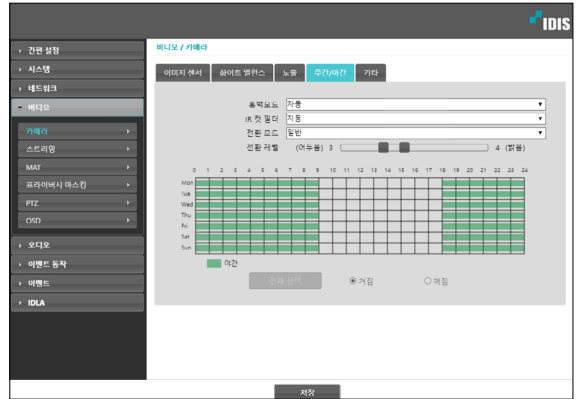 IDIS
간편 설정
시스템
네트워크
비디오
카메라
스트리밍
MAT
프라이버시 마스킹
PTZ
OSD
오디오
이벤트 동작
이벤트
IDLA
비디오 / 카메라
이미지 센서 화이트 밸런스 노출 주간/야간 기타
흑백모드 자동
IR 컷 필터 자동
전환 모드 일반
전환 레벨 (어두움) 3 4 (밝음)
0 1 2 3 4 5 6 7 8 9 10 11 12 13 14 15 16 17 18 19 20 21 22 23 24
Mon
Tue
Wed
Thu
Fri
Sat
Sun
야간
전체 선택 켜짐 꺼짐
저장